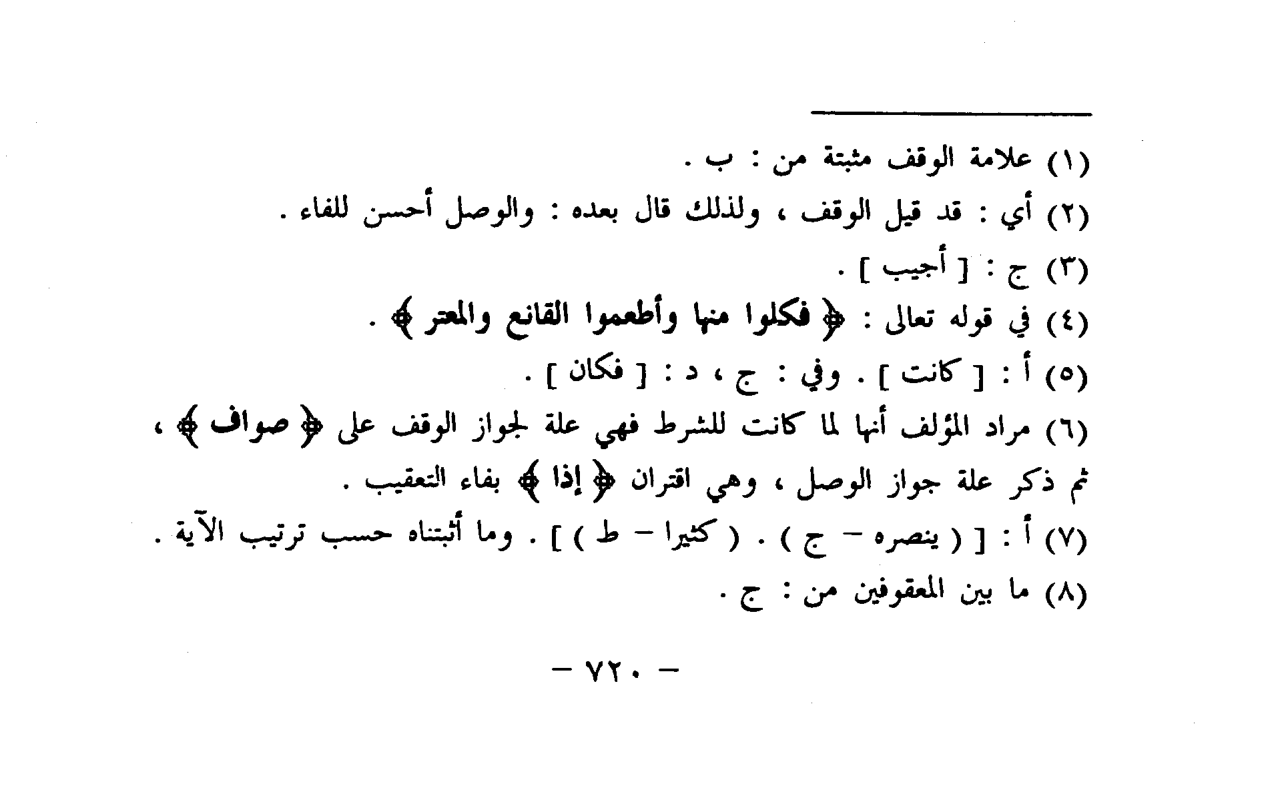 (١) علامة الوقف مثبتة من : ب .
(٢) أي : قد قيل الوقف ، ولذلك قال بعده : والوصل أحسن للفاء .
(٣) ج : [ أجيب ] .
(٤) في قوله تعالى : ﴿ فكلوا منها وأطعموا القانع والمعتر ﴾ .
(٥) أ : [ كانت ] . وفي : ج ، د : [ فكان ] .
(٦) مراد المؤلف أنها لما كانت للشرط فهي علة لجواز الوقف على ﴿ صواف ﴾ ،
ثم ذكر علة جواز الوصل ، وهي اقتران ﴿ إذا ﴾ بفاء التعقيب .
(٧) أ : [ ( ينصره – ج ) . ( كثيرا – ط ) ] . وما أثبتناه حسب ترتيب الآية .
(٨) ما بين المعقوفين من : ج .
– ٧٢٠ –